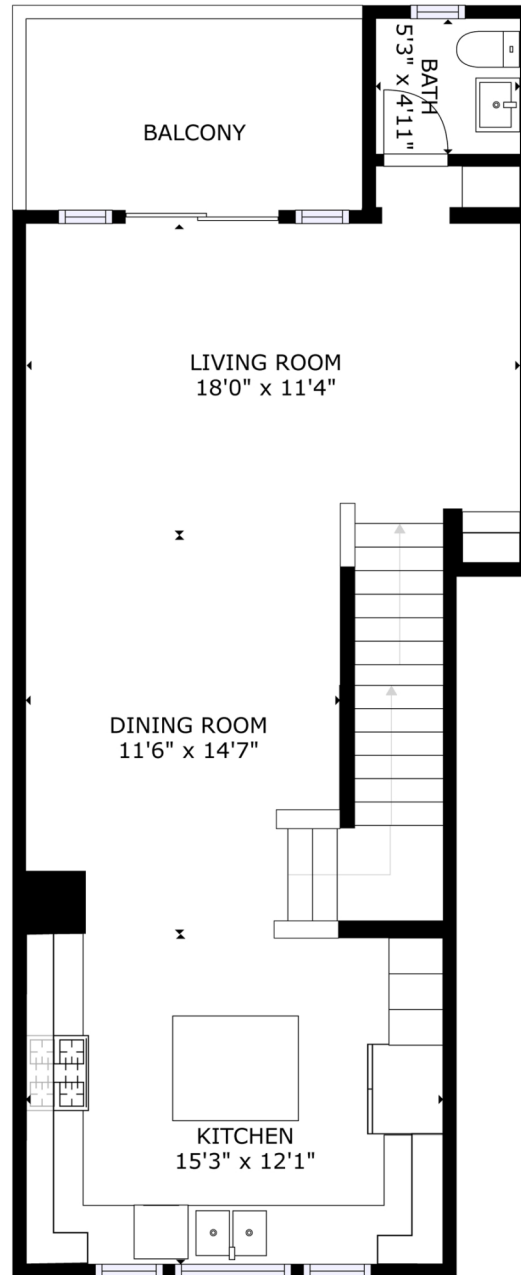 BALCONY
BATH
5'3" x 4'11"
LIVING ROOM
18'0" x 11'4"
DINING ROOM
11'6" x 14'7"
KITCHEN
15'3" x 12'1"